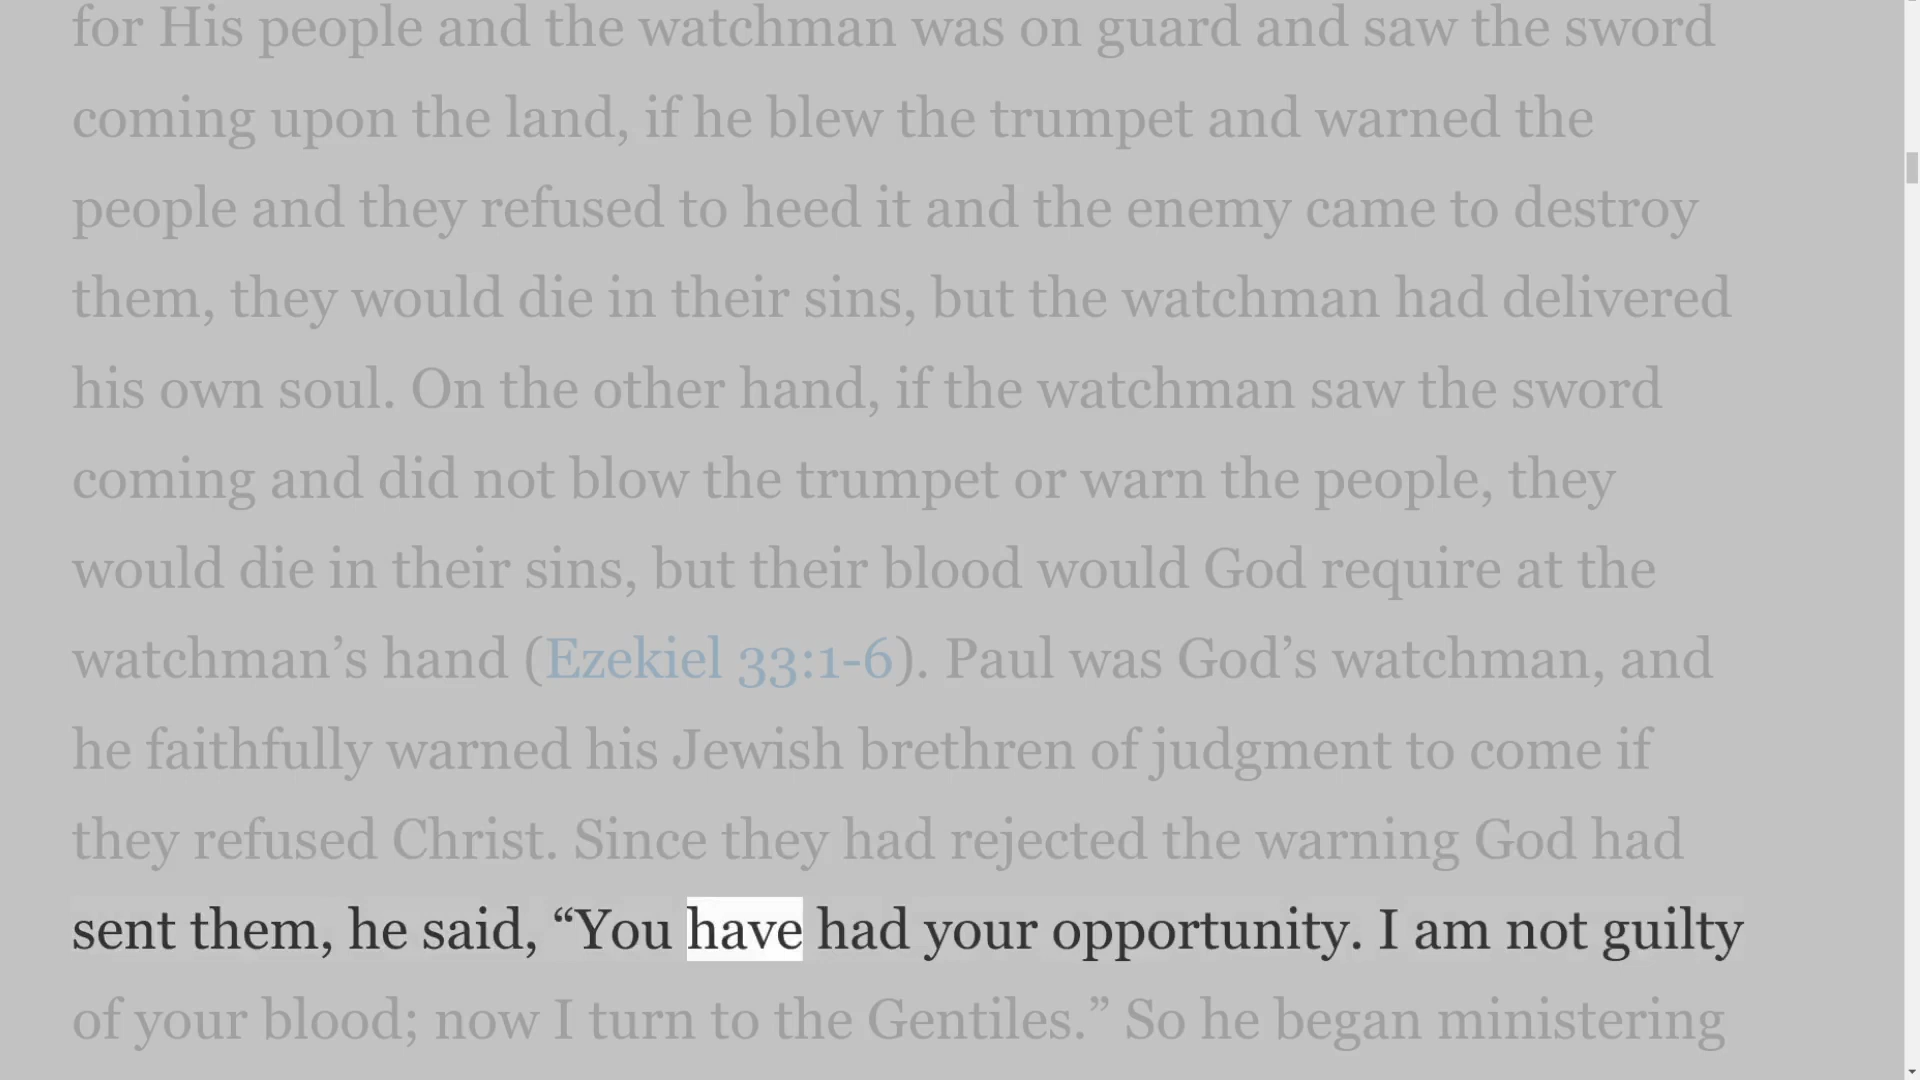 for His people and the watchman was on guard and saw the sword
coming upon the land, if he blew the trumpet and warned the
people and they refused to heed it and the enemy came to destroy
them, they would die in their sins, but the watchman had delivered
his own soul. On the other hand, if the watchman saw the sword
coming and did not blow the trumpet or warn the people, they
would die in their sins, but their blood would God require at the
watchman’s hand (Ezekiel 33:1-6). Paul was God’s watchman, and
he faithfully warned his Jewish brethren of judgment to come if
they refused Christ. Since they had rejected the warning God had
sent them, he said, “You have had your opportunity. I am not guilty
of your blood; now I turn to the Gentiles.” So he began ministering